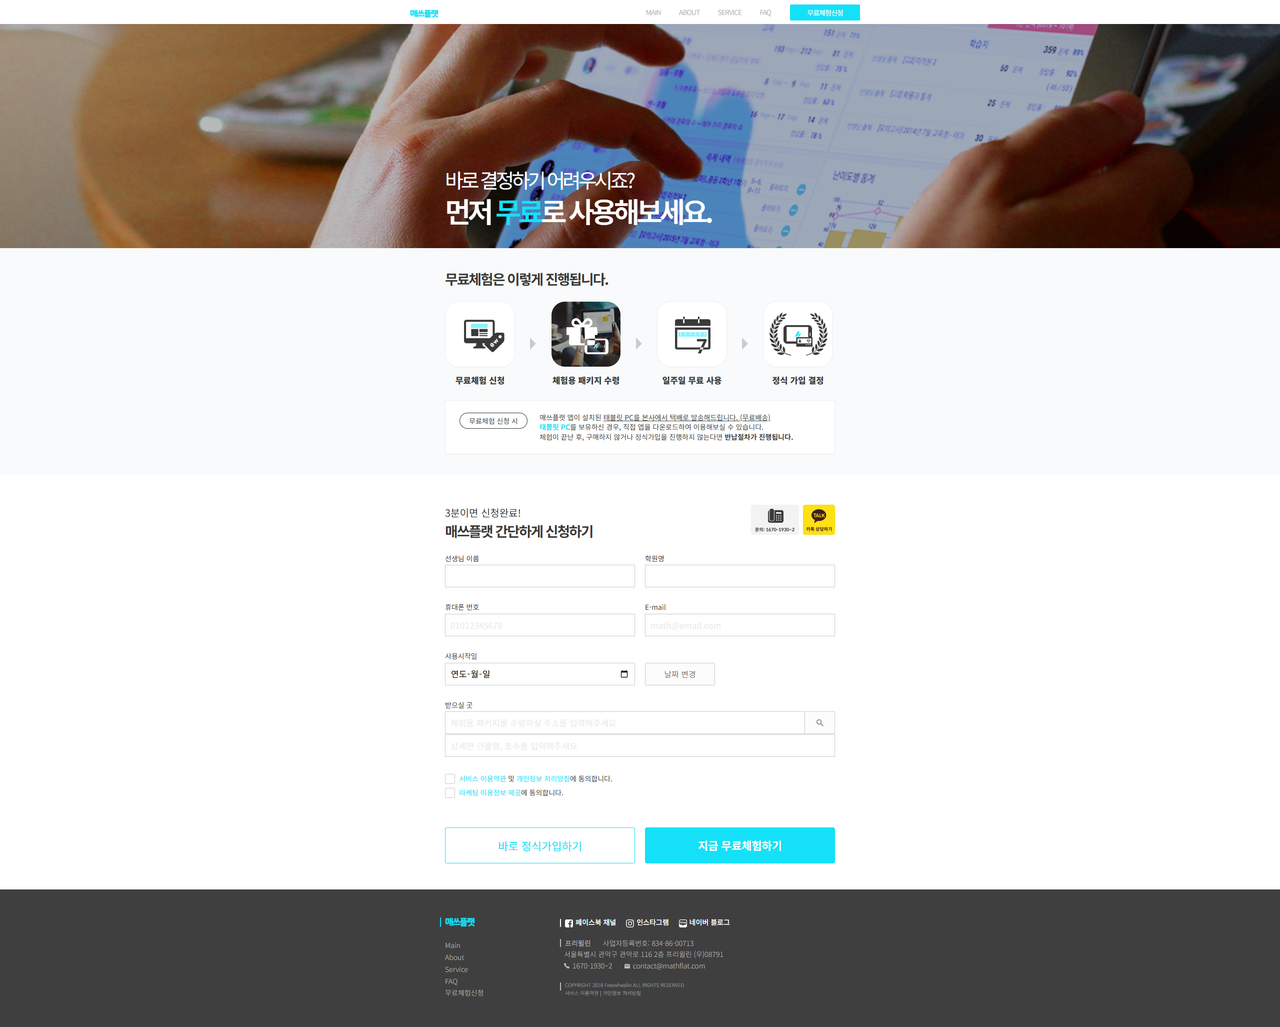 매쓰플랫
MAIN ABOUT SERVICE FAQ 무료체험신청
바로 결정하기 어려우시죠?
먼저 무료로 사용해보세요.
무료체험은 이렇게 진행됩니다.
무료체험 신청
체험용 패키지 수령
일주일 무료 사용
정식 가입 결정
무료체험 신청 시
매쓰플랫 앱이 설치된 태블릿 PC를 본사에서 택배로 발송해드립니다. (무료배송)
태블릿 PC를 보유하신 경우, 직접 앱을 다운로드하여 이용해보실 수 있습니다.
체험이 끝난 후, 구매하지 않거나 정식가입을 진행하지 않는다면 반납절차가 진행됩니다.
3분이면 신청완료!
매쓰플랫 간단하게 신청하기
문의: 1670-1930~2
TALK
카톡 상담하기
선생님 이름
학원명
휴대폰 번호
01012345678
E-mail
math@email.com
사용시작일
연도-월-일
날짜 변경
받으실 곳
체험용 패키지를 수령하실 주소를 입력해주세요
상세한 건물명, 호수를 입력해주세요
서비스 이용약관 및 개인정보 처리방침에 동의합니다.
마케팅 이용정보 제공에 동의합니다.
바로 정식가입하기
지금 무료체험하기
매쓰플랫
Main
About
Service
FAQ
무료체험신청
페이스북 채널 인스타그램 네이버 블로그
프리윌린 사업자등록번호: 834-86-00713
서울특별시 관악구 관악로 116 2층 프리윌린 (우)08791
1670-1930~2 contact@mathflat.com
COPYRIGHT 2018 Freewheelin ALL RIGHTS RESERVED
서비스 이용약관 | 개인정보 처리방침